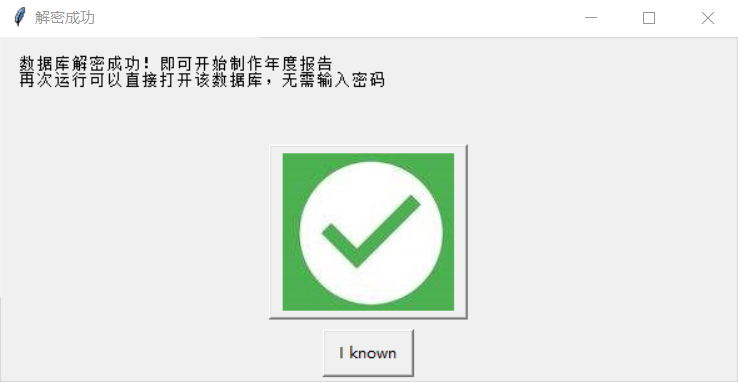 解密成功
数据库解密成功！即可开始制作年度报告
再次运行可以直接打开该数据库，无需输入密码
I known